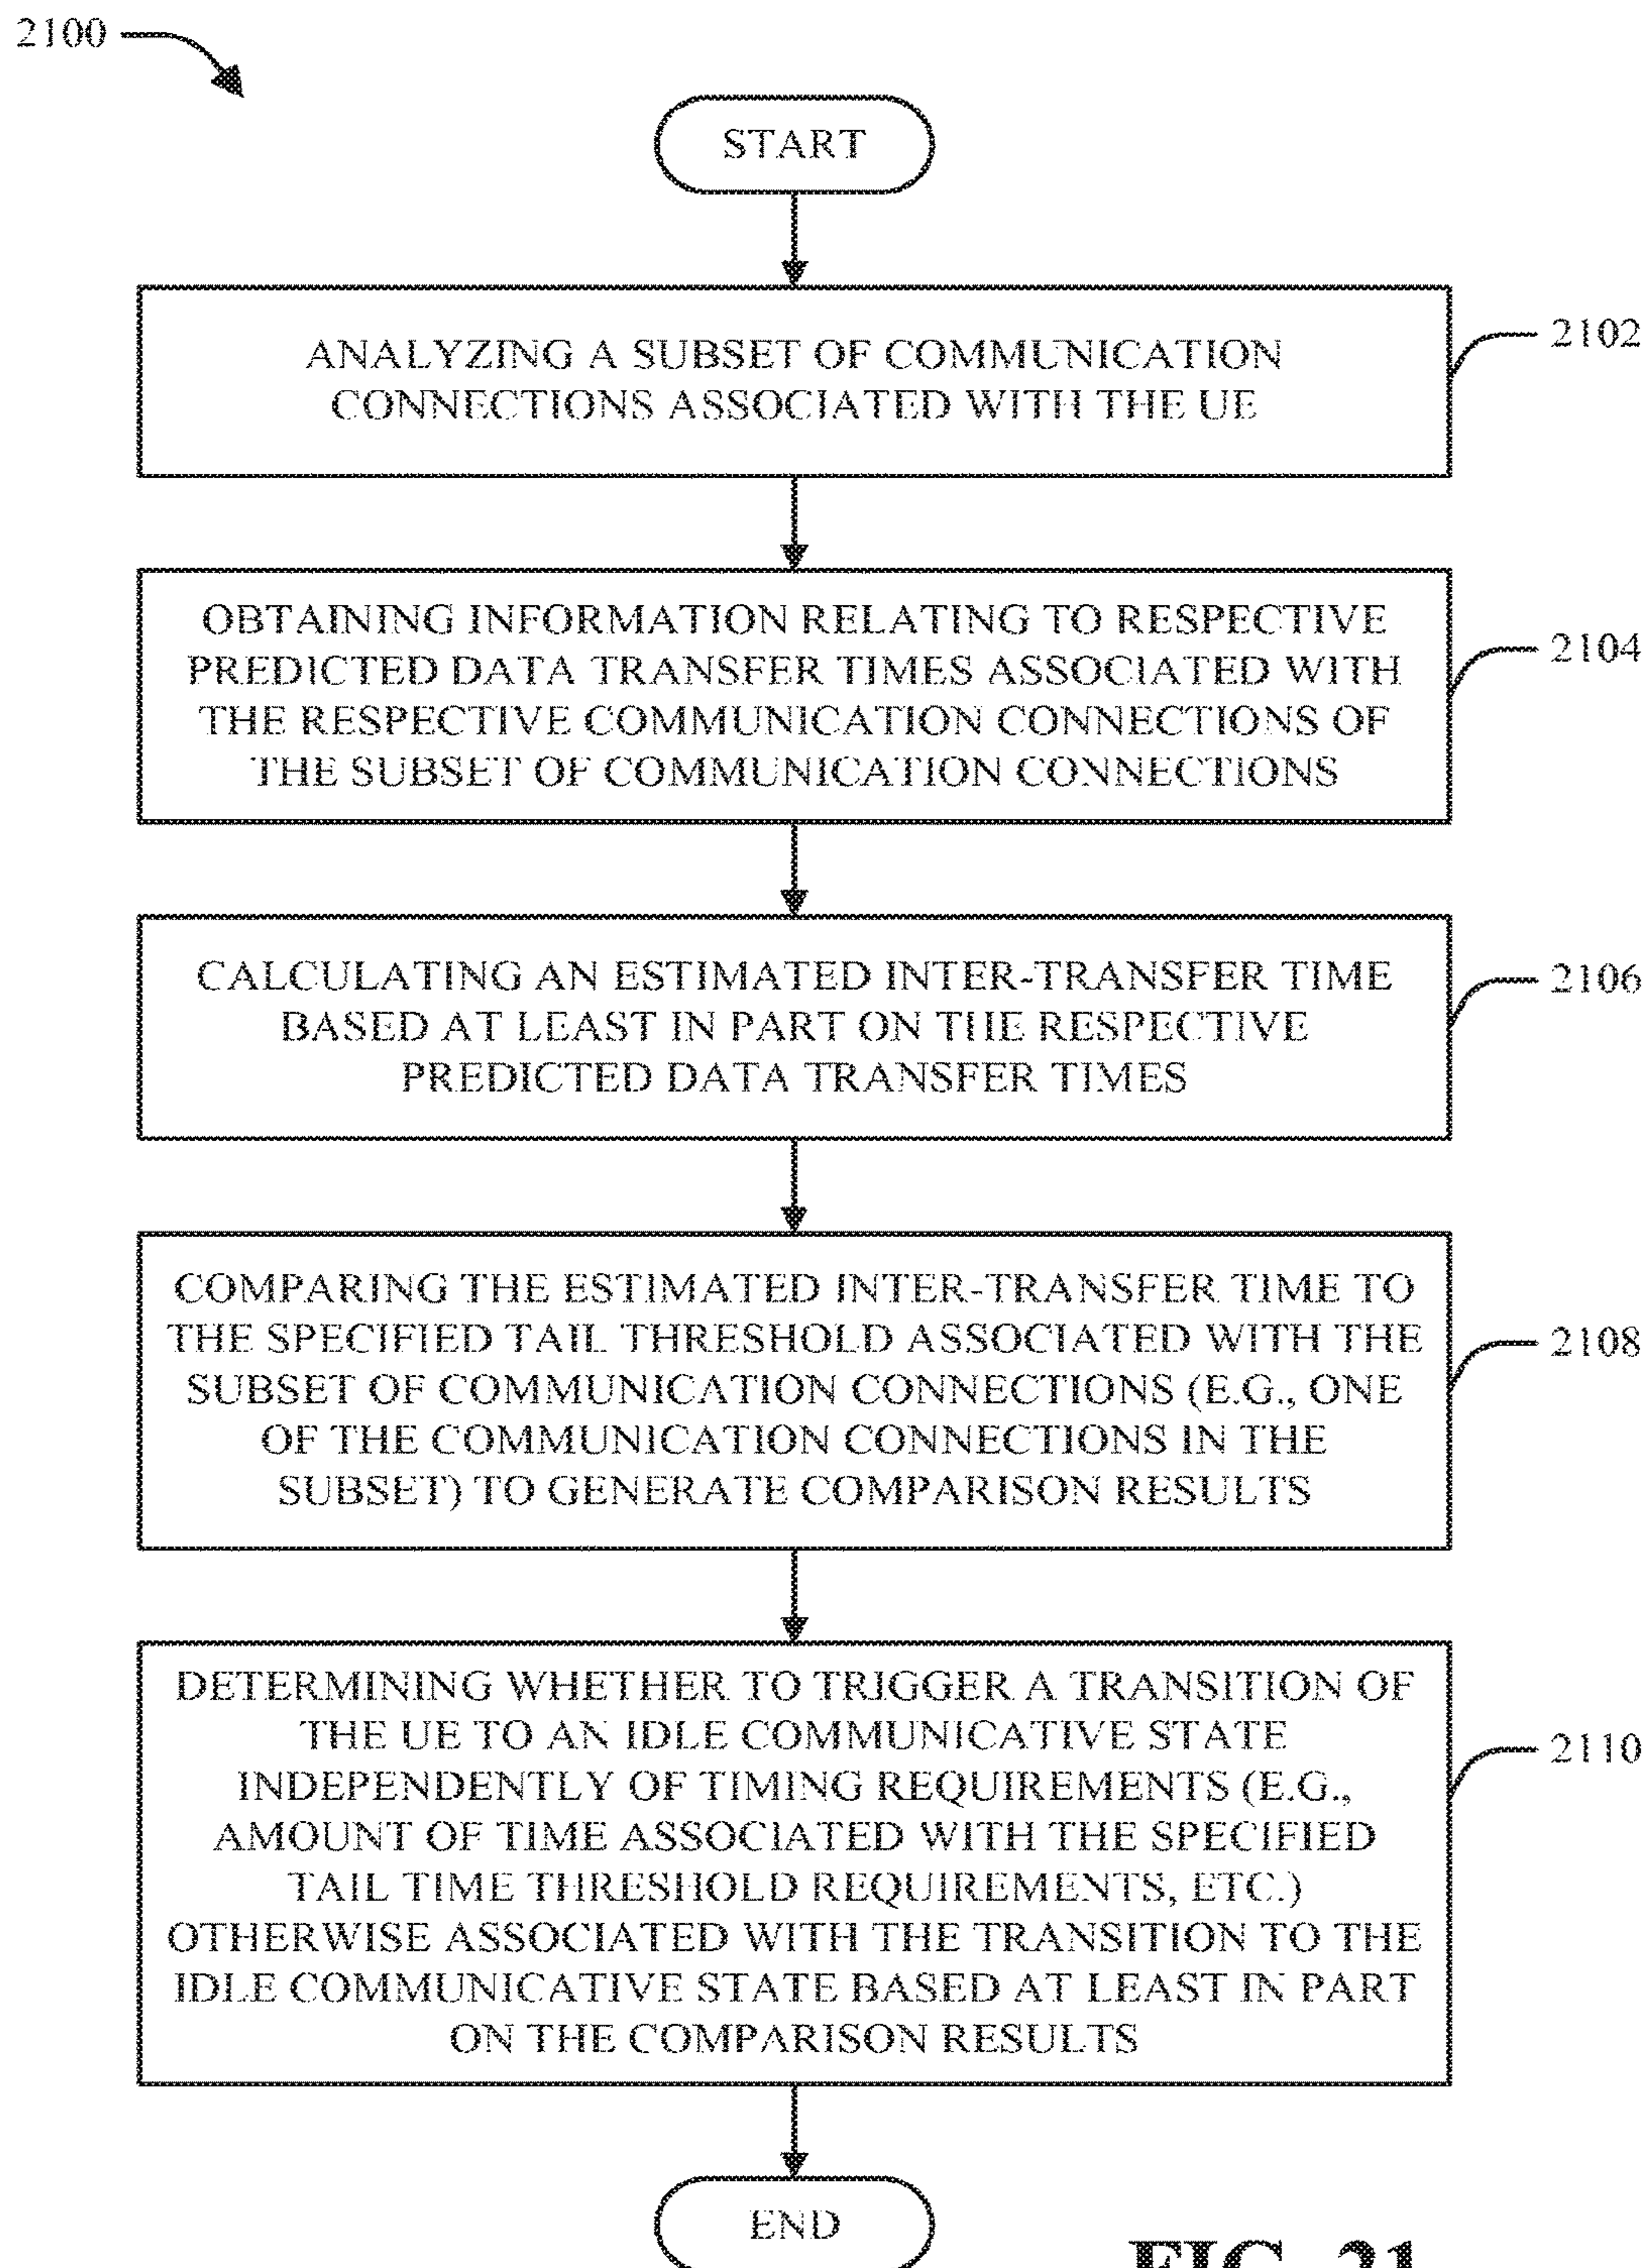 2100
START
ANALYZING A SUBSET OF COMMUNICATION
CONNECTIONS ASSOCIATED WITH THE UE
2102
OBTAINING INFORMATION RELATING TO RESPECTIVE
PREDICTED DATA TRANSFER TIMES ASSOCIATED WITH
THE RESPECTIVE COMMUNICATION CONNECTIONS OF
THE SUBSET OF COMMUNICATION CONNECTIONS
2104
CALCULATING AN ESTIMATED INTER-TRANSFER TIME
BASED AT LEAST IN PART ON THE RESPECTIVE
PREDICTED DATA TRANSFER TIMES
2106
COMPARING THE ESTIMATED INTER-TRANSFER TIME TO
THE SPECIFIED TAIL THRESHOLD ASSOCIATED WITH THE
SUBSET OF COMMUNICATION CONNECTIONS (E.G., ONE
OF THE COMMUNICATION CONNECTIONS IN THE
SUBSET) TO GENERATE COMPARISON RESULTS
2108
DETERMINING WHETHER TO TRIGGER A TRANSITION OF
THE UE TO AN IDLE COMMUNICATIVE STATE
INDEPENDENTLY OF TIMING REQUIREMENTS (E.G.,
AMOUNT OF TIME ASSOCIATED WITH THE SPECIFIED
TAIL TIME THRESHOLD REQUIREMENTS, ETC.)
OTHERWISE ASSOCIATED WITH THE TRANSITION TO THE
IDLE COMMUNICATIVE STATE BASED AT LEAST IN PART
ON THE COMPARISON RESULTS
2110
END
FIG. 21